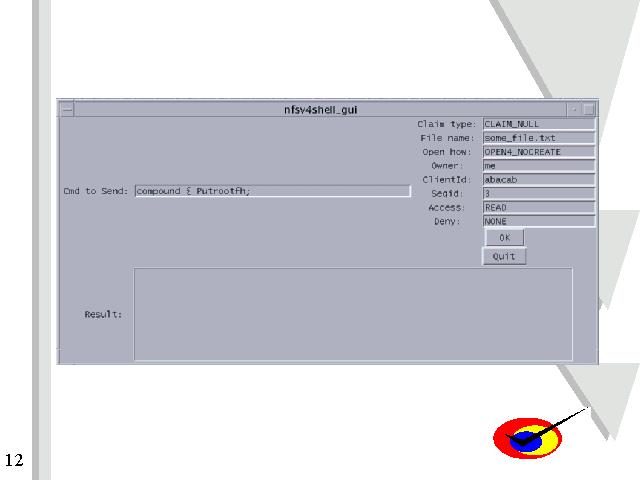 nfsv4shell_gui
Claim type: CLAIM_NULL
File name: some_file.txt
Open how: OPEN4_NOCREATE
Owner: me
ClientId: abacab
Cmd to Send: compound { Putrootfh;
Seqid: 3
Access: READ
Deny: NONE
OK
Quit
Result:
12